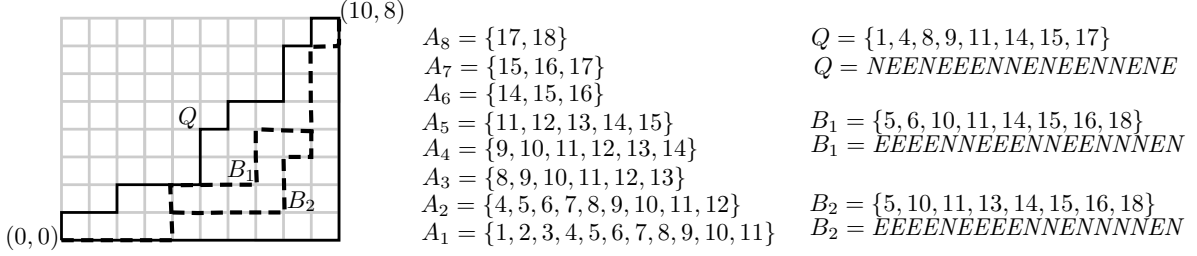 (10, 8)
Q
B₁
B₂
(0, 0)
A₈ = {17, 18}
A₇ = {15, 16, 17}
A₆ = {14, 15, 16}
A₅ = {11, 12, 13, 14, 15}
A₄ = {9, 10, 11, 12, 13, 14}
A₃ = {8, 9, 10, 11, 12, 13}
A₂ = {4, 5, 6, 7, 8, 9, 10, 11, 12}
A₁ = {1, 2, 3, 4, 5, 6, 7, 8, 9, 10, 11}
Q = {1, 4, 8, 9, 11, 14, 15, 17}
Q = NEENEEENNENEENNENE
B₁ = {5, 6, 10, 11, 14, 15, 16, 18}
B₁ = EEEENNEEENNEENNNEN
B₂ = {5, 10, 11, 13, 14, 15, 16, 18}
B₂ = EEEENEEEENNENNNNEN